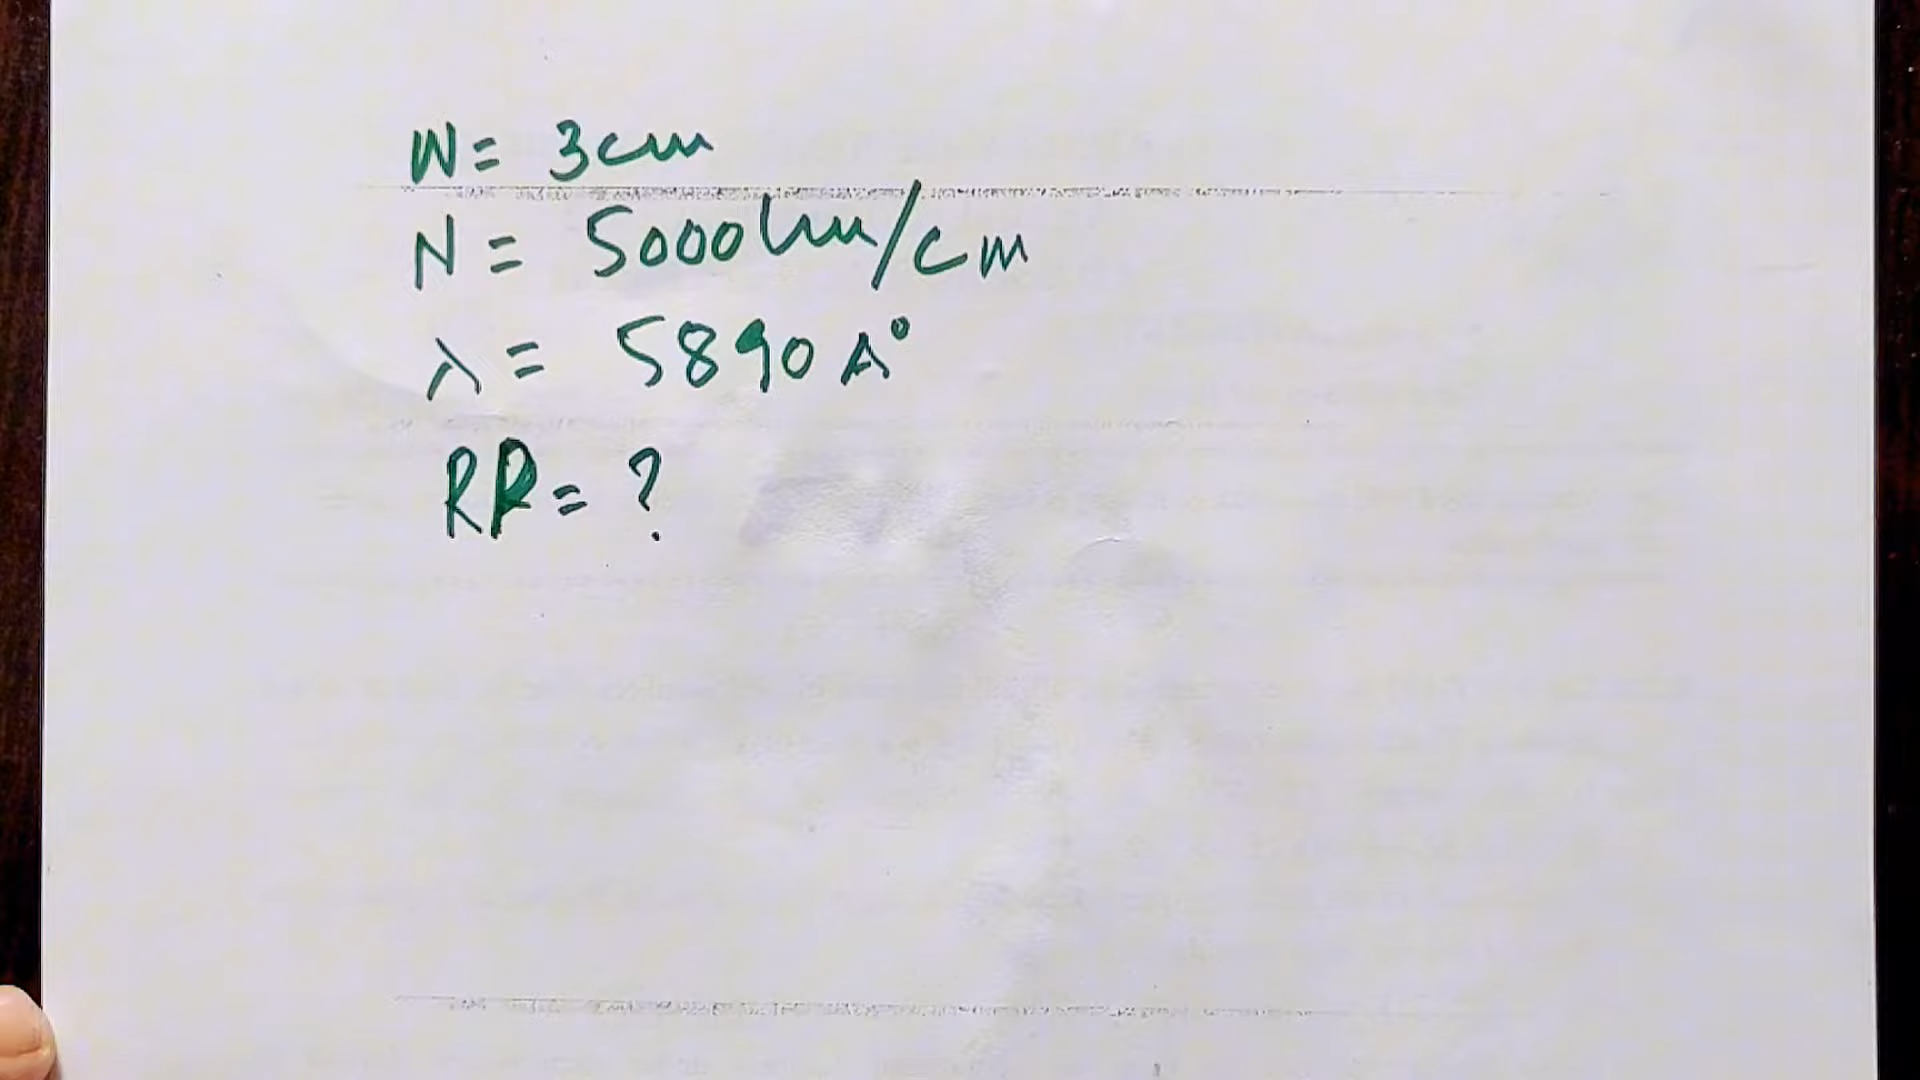 W= 3cm
N= 5000 lin/cm
λ= 5890 A°
RP= ?